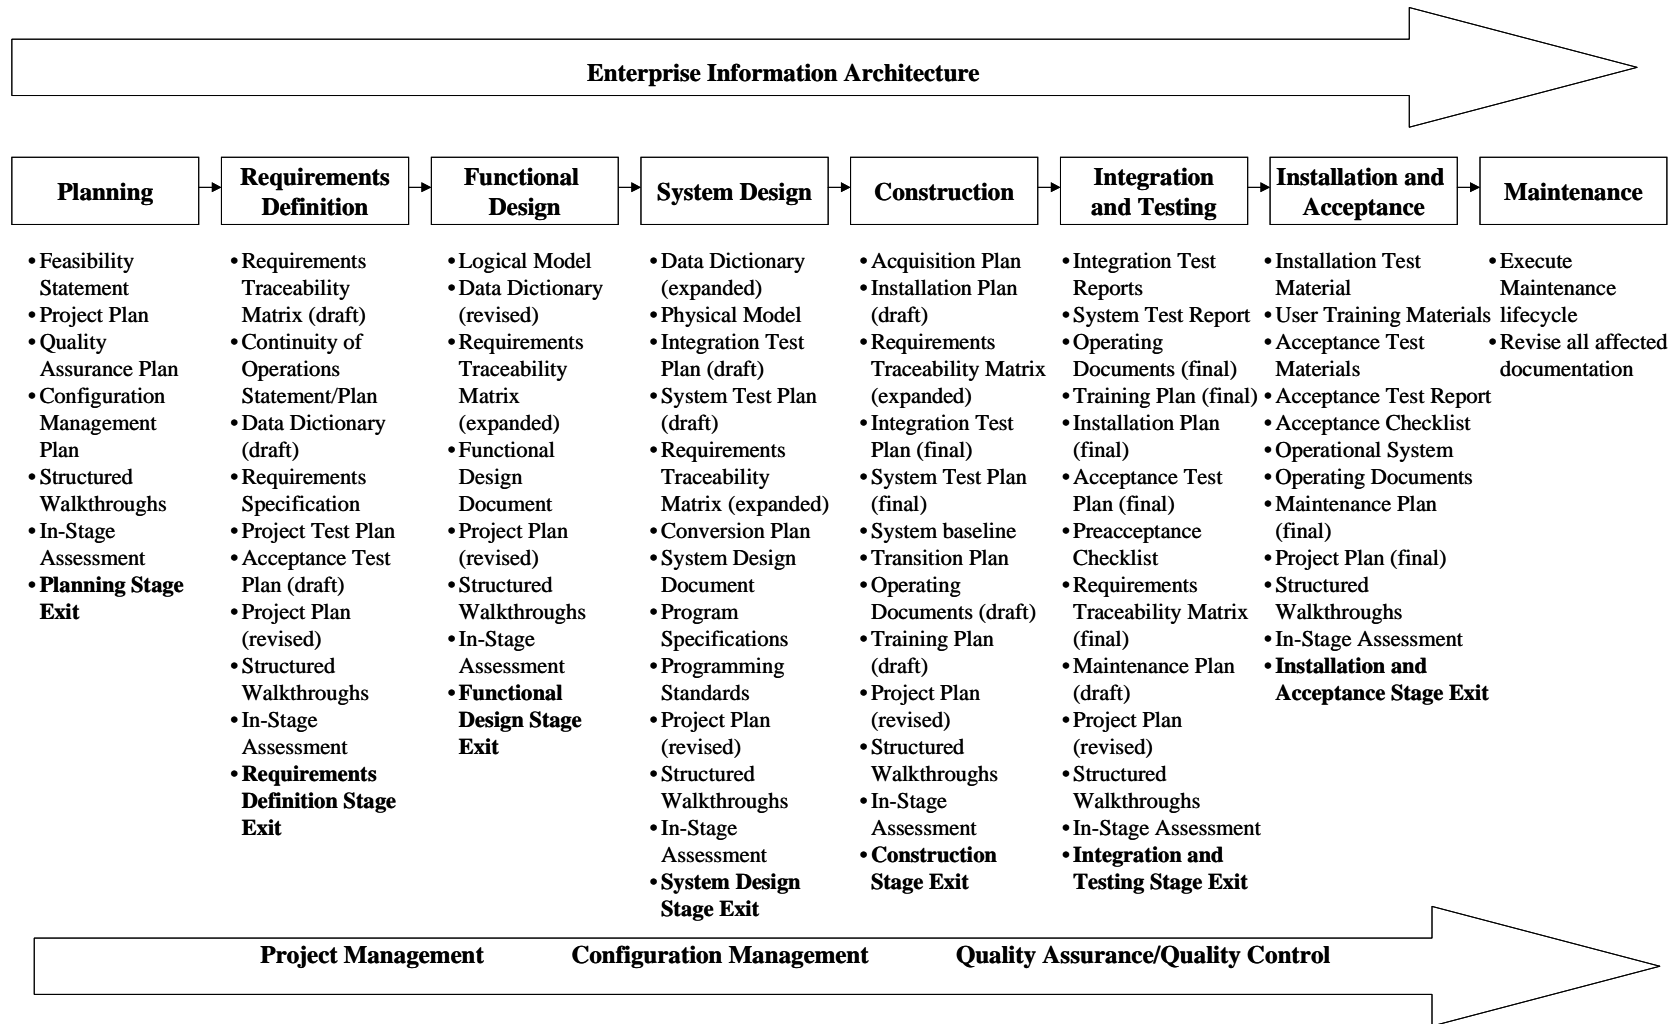 Enterprise Information Architecture
Planning
Requirements
Definition
Functional
Design
System Design
Construction
Integration
and Testing
Installation and
Acceptance
Maintenance
• Feasibility
Statement
• Project Plan
• Quality
Assurance Plan
• Configuration
Management
Plan
• Structured
Walkthroughs
• In-Stage
Assessment
• Planning Stage
Exit
• Requirements
Traceability
Matrix (draft)
• Continuity of
Operations
Statement/Plan
• Data Dictionary
(draft)
• Requirements
Specification
• Project Test Plan
• Acceptance Test
Plan (draft)
• Project Plan
(revised)
• Structured
Walkthroughs
• In-Stage
Assessment
• Requirements
Definition Stage
Exit
• Logical Model
• Data Dictionary
(revised)
• Requirements
Traceability
Matrix
(expanded)
• Functional
Design
Document
• Project Plan
(revised)
• Structured
Walkthroughs
• In-Stage
Assessment
• Functional
Design Stage
Exit
• Data Dictionary
(expanded)
• Physical Model
• Integration Test
Plan (draft)
• System Test Plan
(draft)
• Requirements
Traceability
Matrix (expanded)
• Conversion Plan
• System Design
Document
• Program
Specifications
• Programming
Standards
• Project Plan
(revised)
• Structured
Walkthroughs
• In-Stage
Assessment
• System Design
Stage Exit
• Acquisition Plan
• Installation Plan
(draft)
• Requirements
Traceability Matrix
(expanded)
• Integration Test
Plan (final)
• System Test Plan
(final)
• System baseline
• Transition Plan
• Operating
Documents (draft)
• Training Plan
(draft)
• Project Plan
(revised)
• Structured
Walkthroughs
• In-Stage
Assessment
• Construction
Stage Exit
• Integration Test
Reports
• System Test Report
• Operating
Documents (final)
• Training Plan (final)
• Installation Plan
(final)
• Acceptance Test
Plan (final)
• Preacceptance
Checklist
• Requirements
Traceability Matrix
(final)
• Maintenance Plan
(draft)
• Project Plan
(revised)
• Structured
Walkthroughs
• In-Stage Assessment
• Integration and
Testing Stage Exit
• Installation Test
Material
• User Training Materials
• Acceptance Test
Materials
• Acceptance Test Report
• Acceptance Checklist
• Operational System
• Operating Documents
• Maintenance Plan
(final)
• Project Plan (final)
• Structured
Walkthroughs
• In-Stage Assessment
• Installation and
Acceptance Stage Exit
• Execute
Maintenance
lifecycle
• Revise all affected
documentation
Project Management
Configuration Management
Quality Assurance/Quality Control